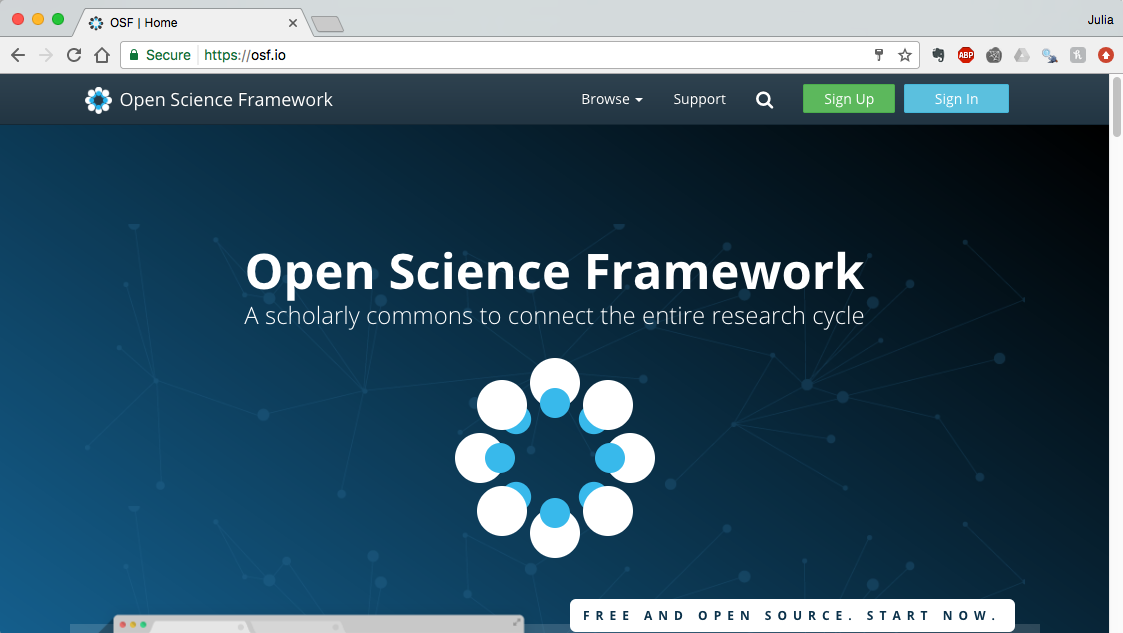 OSF | Home
Julia
Secure
https://osf.io
ABP
Open Science Framework
Browse
Support
Sign Up
Sign In
Open Science Framework
A scholarly commons to connect the entire research cycle
FREE AND OPEN SOURCE. START NOW.